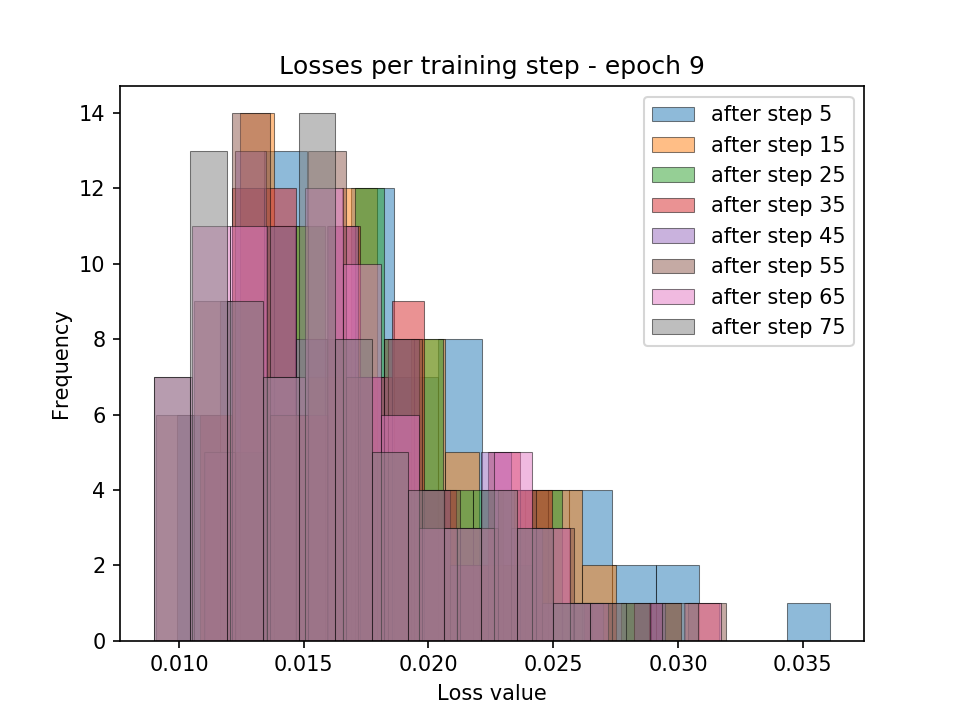 Losses per training step - epoch 9
14
12
10
8
6
4
2
0
Frequency
after step 5
after step 15
after step 25
after step 35
after step 45
after step 55
after step 65
after step 75
0.010 0.015 0.020 0.025 0.030 0.035
Loss value